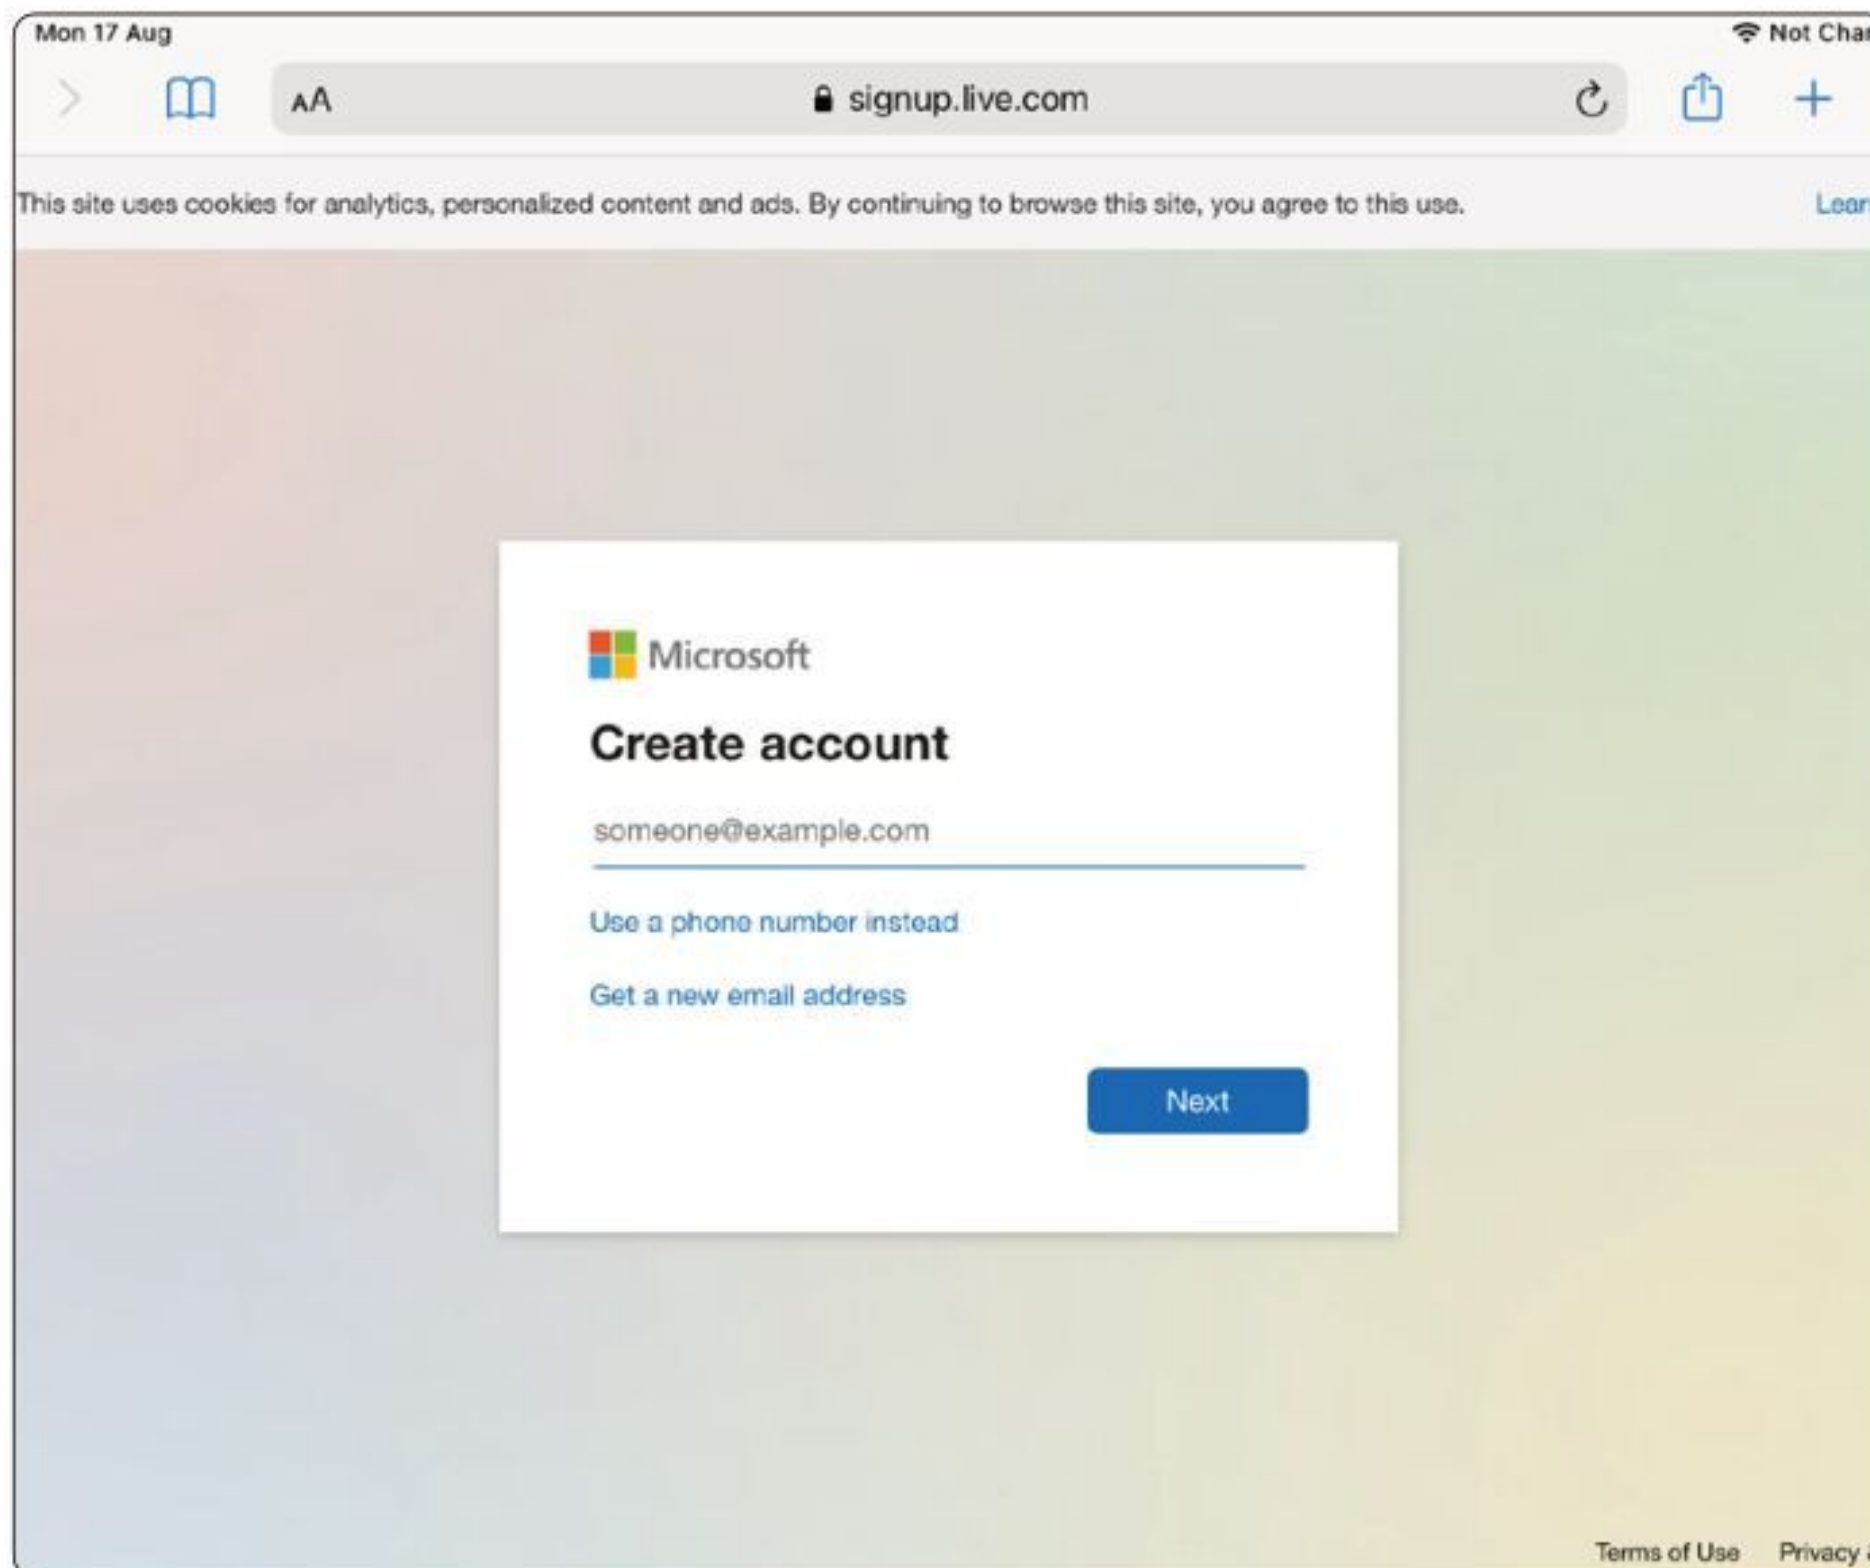 Mon 17 Aug
Not Char
AA
signup.live.com
This site uses cookies for analytics, personalized content and ads. By continuing to browse this site, you agree to this use.
Lear
Microsoft
Create account
someone@example.com
Use a phone number instead
Get a new email address
Next
Terms of Use
Privacy